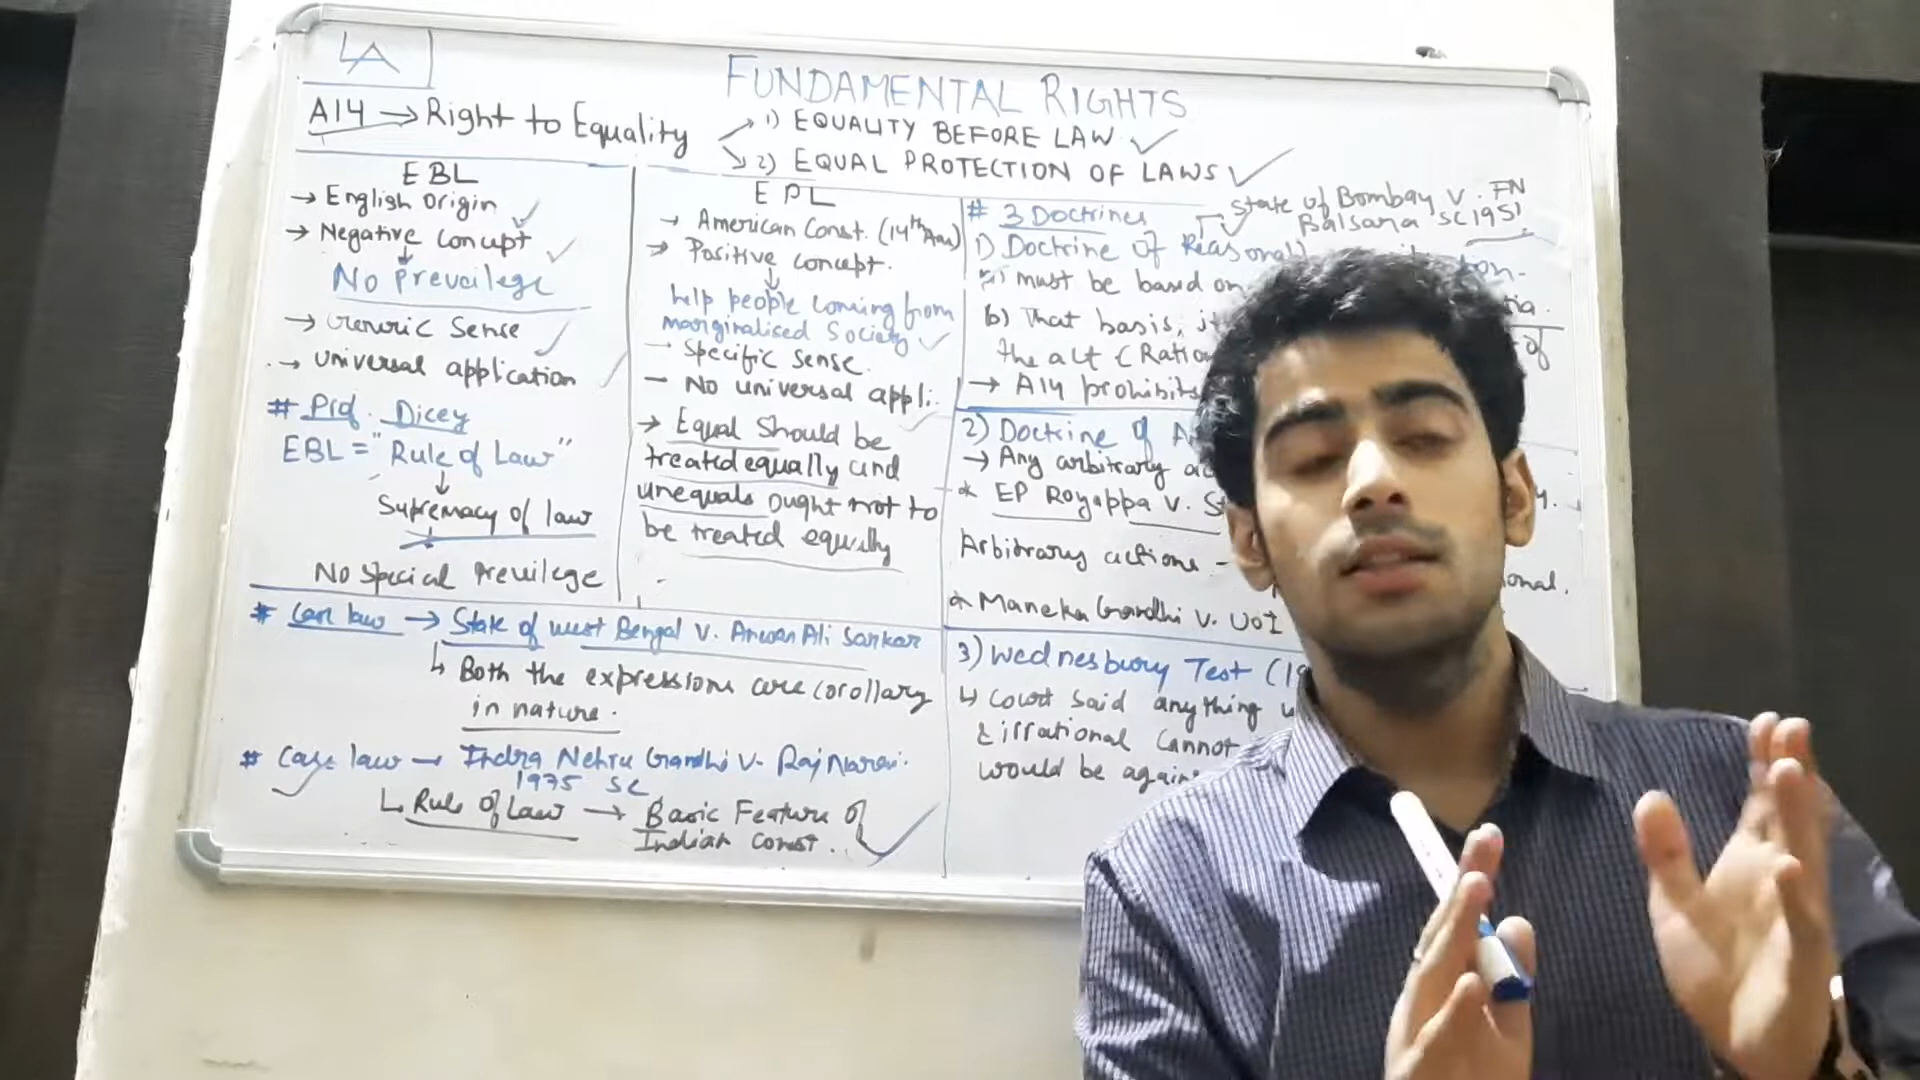 LA
FUNDAMENTAL RIGHTS
A14 → Right to Equality
1) EQUALITY BEFORE LAW ✓
2) EQUAL PROTECTION OF LAWS ✓
EBL
→ English Origin
→ Negative concept
↓
No Prevailege
→ Generic Sense
→ Universal application
# Prof. Dicey
EBL = "Rule of Law"
↓
Supremacy of law
No Special Previlege
EPL
→ American Const. (14th Am)
→ Positive concept.
↓
help people coming from
marginalised Society
→ Specific Sense.
– No universal appli.
→ Equal Should be
treated equally and
unequals ought not to
be treated equally
# Case law → State of West Bengal v. Anwar Ali Sarkar
↳ Both the expressions are corollary
in nature.
# Case law – Indra Nehru Gandhi v. Raj Narain.
1975 SC
↳ Rule of Law → Basic Feature of
Indian Const.
# 3 Doctrines
State of Bombay v. FN
Balsara SC 1951
1) Doctrine of
must be based on
b) That basis,
the act
→ A14 prohibits
2) Doctrine of
→ Any arbitrary
* EP Royappa v.
Arbitrary actions –
* Maneka Gandhi v. UOI
3) Wednesbury Test
↳ Court said anything
& irrational cannot
would be